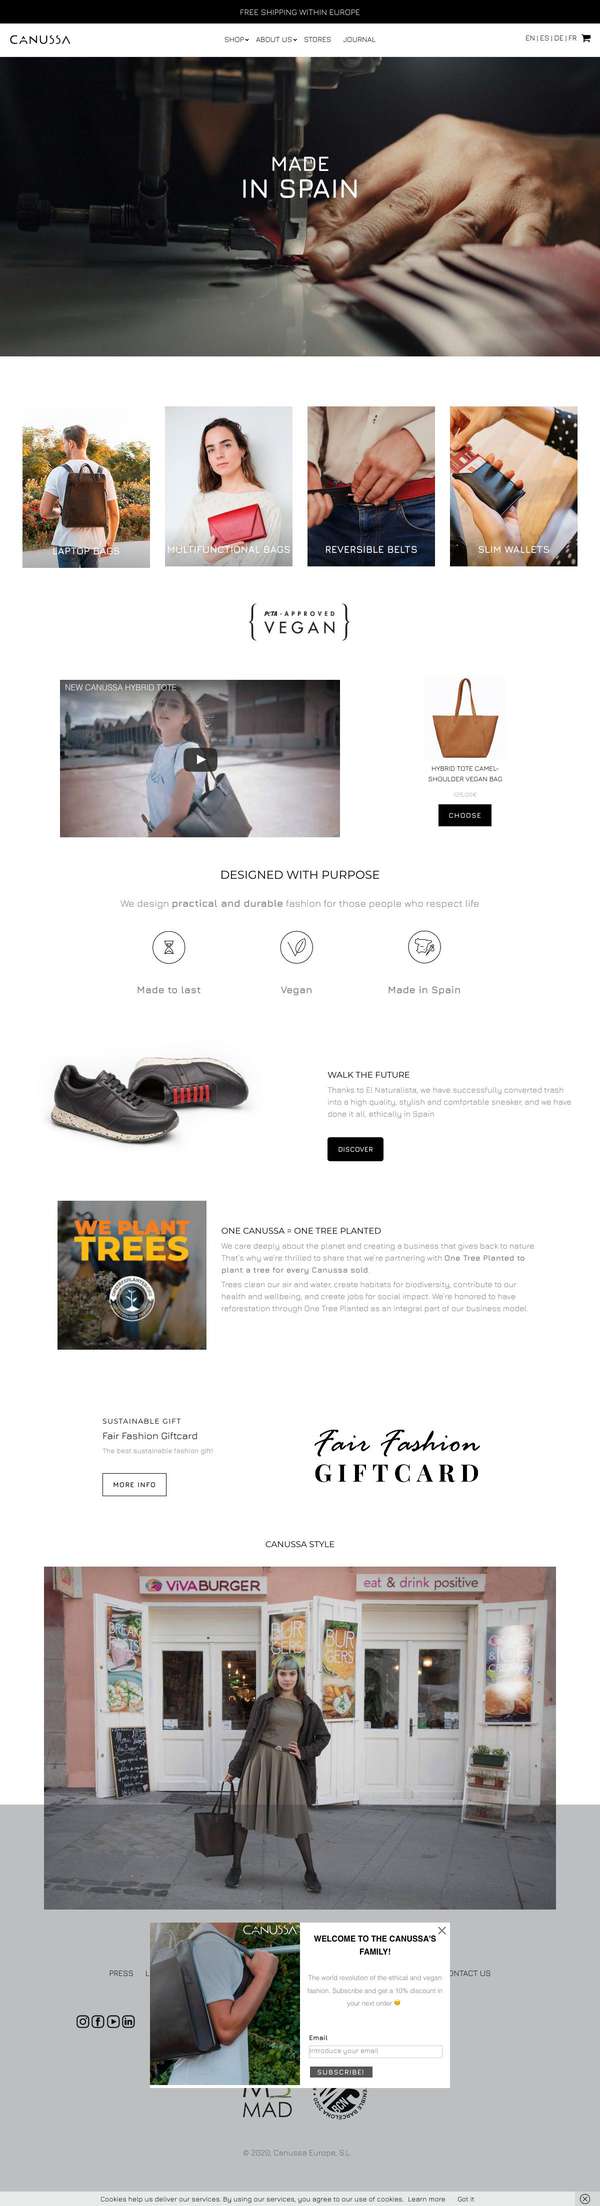 FREE SHIPPING WITHIN EUROPE
CANUSSA
SHOP ABOUT US STORES JOURNAL
EN | ES | DE | FR
MADE
IN SPAIN
LAPTOP BAGS
MULTIFUNCTIONAL BAGS
REVERSIBLE BELTS
SLIM WALLETS
PETA - APPROVED
VEGAN
NEW CANUSSA HYBRID TOTE
HYBRID TOTE CAMEL-
SHOULDER VEGAN BAG
125,00€
CHOOSE
DESIGNED WITH PURPOSE
We design practical and durable fashion for those people who respect life
Made to last
Vegan
Made in Spain
WALK THE FUTURE
Thanks to El Naturalista, we have successfully converted trash
into a high quality, stylish and comfortable sneaker, and we have
done it all, ethically in Spain
DISCOVER
WE PLANT
TREES
ONE CANUSSA = ONE TREE PLANTED
We care deeply about the planet and creating a business that gives back to nature.
That's why we're thrilled to share that we're partnering with One Tree Planted to
plant a tree for every Canussa sold.
Trees clean our air and water, create habitats for biodiversity, contribute to our
health and wellbeing, and create jobs for social impact. We're honored to have
reforestation through One Tree Planted as an integral part of our business model.
SUSTAINABLE GIFT
Fair Fashion Giftcard
The best sustainable fashion gift!
MORE INFO
Fair Fashion
GIFTCARD
CANUSSA STYLE
ViVABURGER
eat & drink positive
BREAK
FASTS
BUR
GERS
BUR
GERS
CANUSSA
WELCOME TO THE CANUSSA'S
FAMILY!
The world revolution of the ethical and vegan
fashion. Subscribe and get a 10% discount in
your next order
Email
Introduce your email
SUBSCRIBE!
PRESS
ONTACT US
MAD
BCN
© 2020, Canussa Europe, S.L.
Cookies help us deliver our services. By using our services, you agree to our use of cookies. Learn more Got it